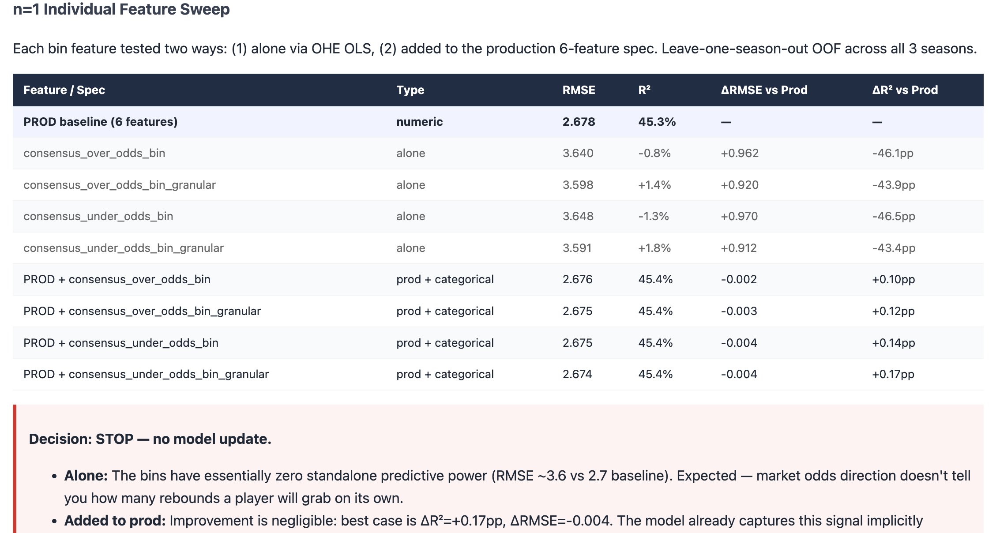 n=1 Individual Feature Sweep
Each bin feature tested two ways: (1) alone via OHE OLS, (2) added to the production 6-feature spec. Leave-one-season-out OOF across all 3 seasons.
Feature / Spec Type RMSE R² ΔRMSE vs Prod ΔR² vs Prod
PROD baseline (6 features) numeric 2.678 45.3% — —
consensus_over_odds_bin alone 3.640 -0.8% +0.962 -46.1pp
consensus_over_odds_bin_granular alone 3.598 +1.4% +0.920 -43.9pp
consensus_under_odds_bin alone 3.648 -1.3% +0.970 -46.5pp
consensus_under_odds_bin_granular alone 3.591 +1.8% +0.912 -43.4pp
PROD + consensus_over_odds_bin prod + categorical 2.676 45.4% -0.002 +0.10pp
PROD + consensus_over_odds_bin_granular prod + categorical 2.675 45.4% -0.003 +0.12pp
PROD + consensus_under_odds_bin prod + categorical 2.675 45.4% -0.004 +0.14pp
PROD + consensus_under_odds_bin_granular prod + categorical 2.674 45.4% -0.004 +0.17pp
Decision: STOP — no model update.
• Alone: The bins have essentially zero standalone predictive power (RMSE ~3.6 vs 2.7 baseline). Expected — market odds direction doesn't tell
you how many rebounds a player will grab on its own.
• Added to prod: Improvement is negligible: best case is ΔR²=+0.17pp, ΔRMSE=-0.004. The model already captures this signal implicitly